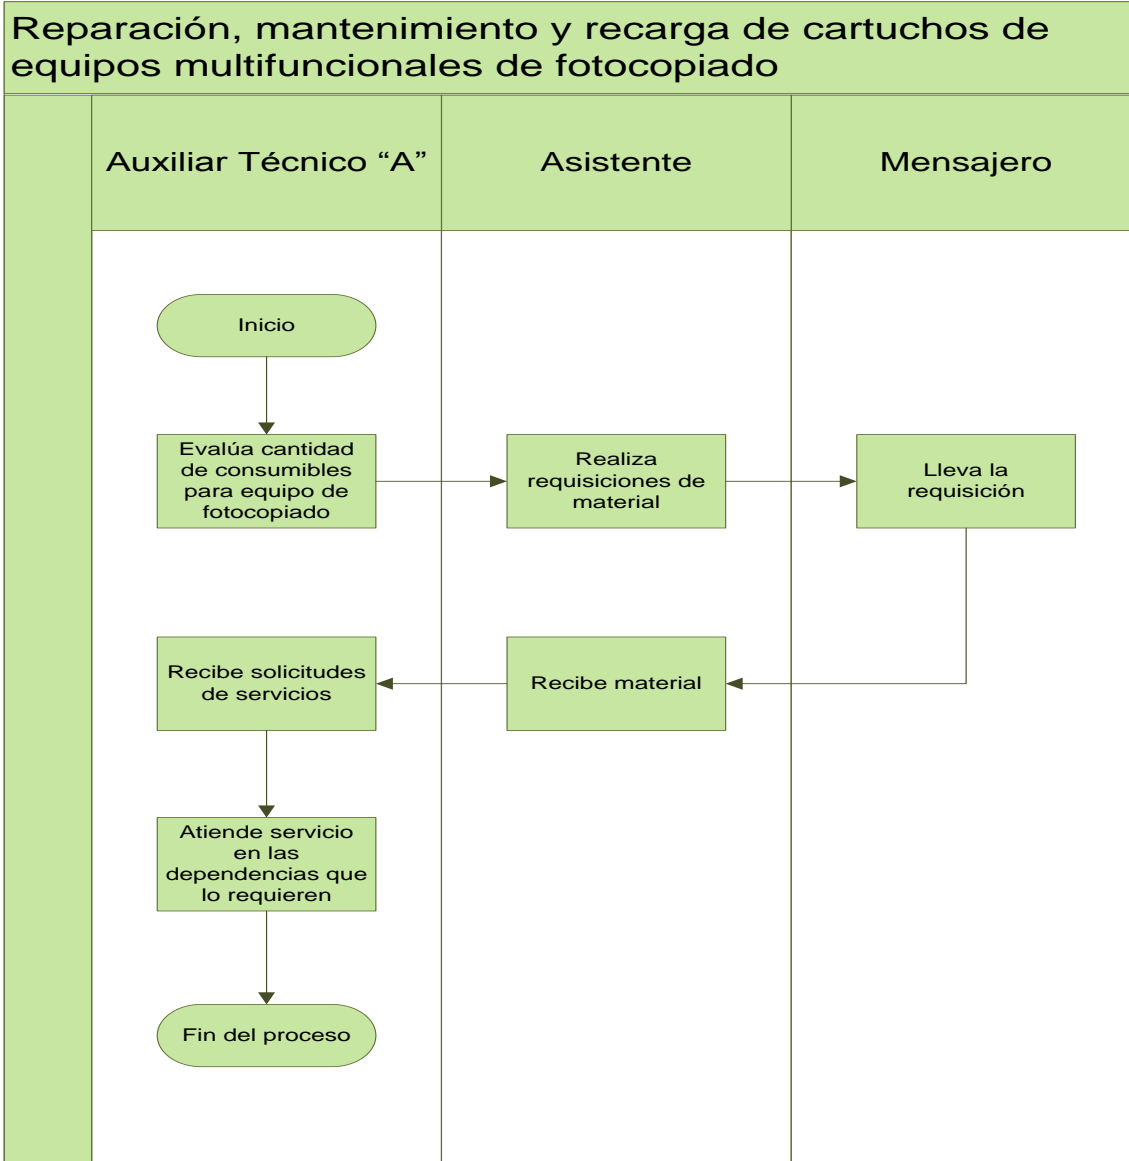 Reparación, mantenimiento y recarga de cartuchos de
equipos multifuncionales de fotocopiado
Auxiliar Técnico “A”
Asistente
Mensajero
Inicio
Evalúa cantidad
de consumibles
para equipo de
fotocopiado
Realiza
requisiciones de
material
Lleva la
requisición
Recibe solicitudes
de servicios
Recibe material
Atiende servicio
en las
dependencias que
lo requieren
Fin del proceso